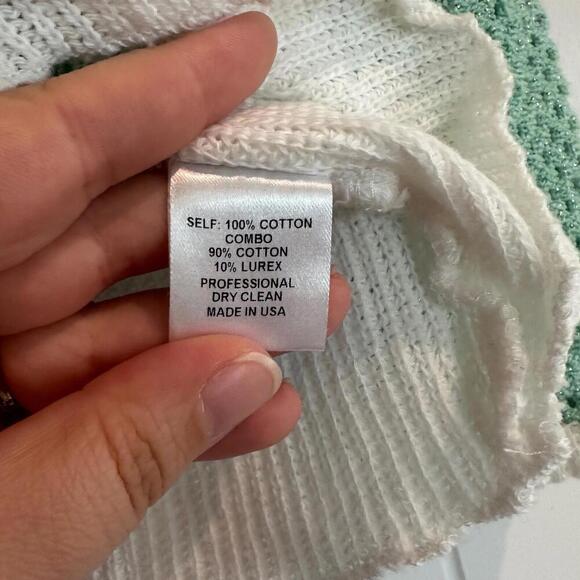 SELF: 100% COTTON
COMBO
90% COTTON
10% LUREX
PROFESSIONAL
DRY CLEAN
MADE IN USA